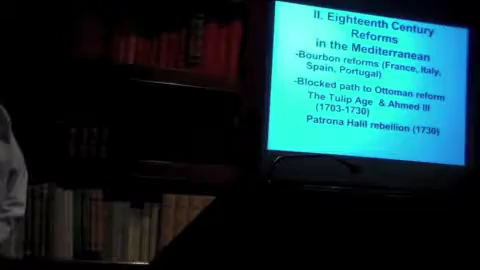 II. Eighteenth Century
Reforms
in the Mediterranean
-Bourbon reforms (France, Italy,
Spain, Portugal)
-Blocked path to Ottoman reform
The Tulip Age & Ahmed III
(1703-1730)
Patrona Halil rebellion (1730)